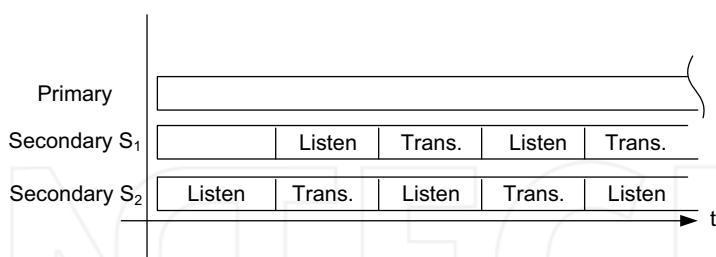 Primary
Secondary S₁ Listen Trans. Listen Trans.
Secondary S₂ Listen Trans. Listen Trans. Listen
t